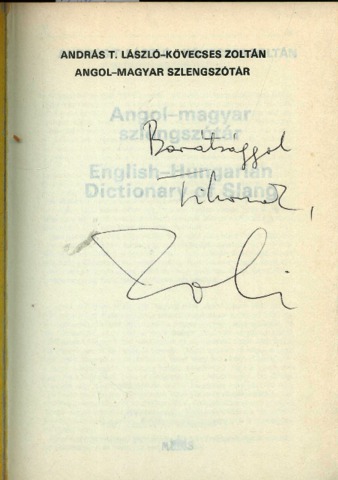 ANDRÁS T. LÁSZLÓ–KÖVECSES ZOLTÁN
ANGOL–MAGYAR SZLENGSZÓTÁR
Angol–magyar
szlengszótár
English–Hungarian
Dictionary of Slang
Barátsággal
Zoli